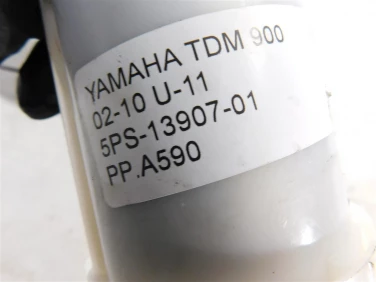 YAMAHA TDM 900
02-10 U-11
5PS-13907-01
PP.A590